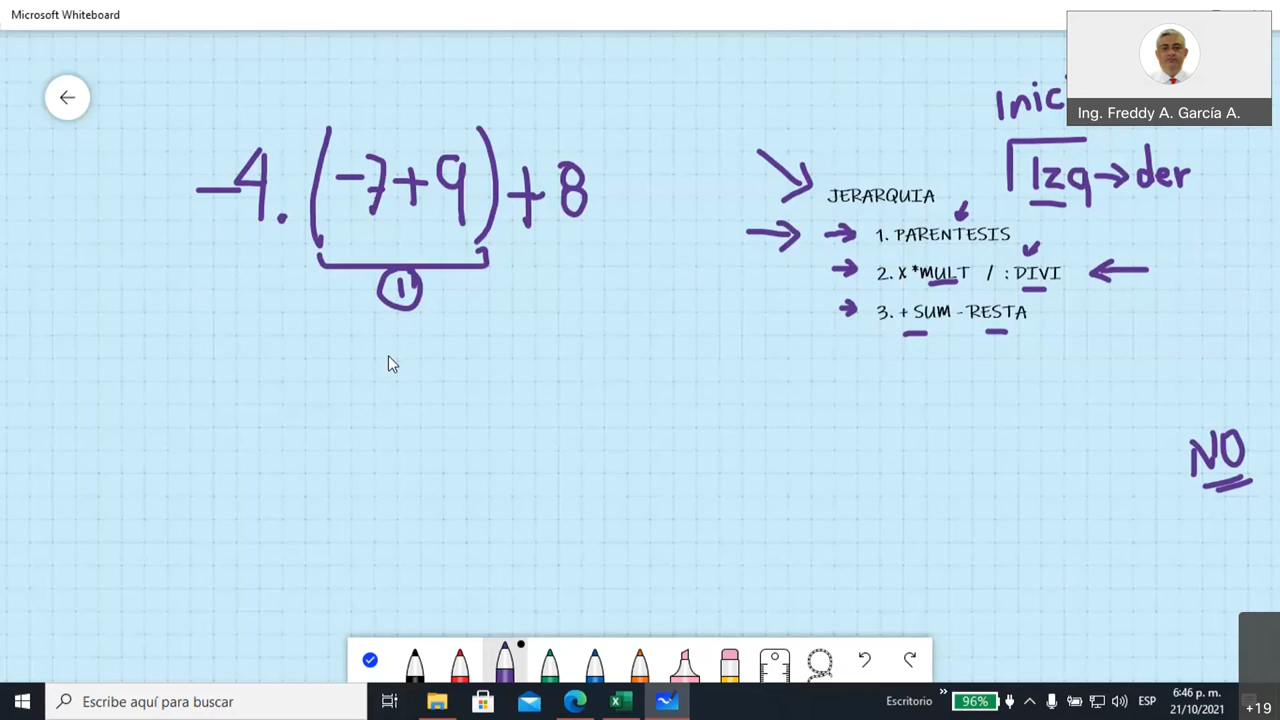 Microsoft Whiteboard
Ing. Freddy A. García A.
-4.(-7+9)+8
1
Izq → der
JERARQUIA
1. PARENTESIS
2. X *MULT / : DIVI
3. + SUM - RESTA
NO
Escribe aquí para buscar
Escritorio
96%
ESP
6:46 p. m.
21/10/2021
+19